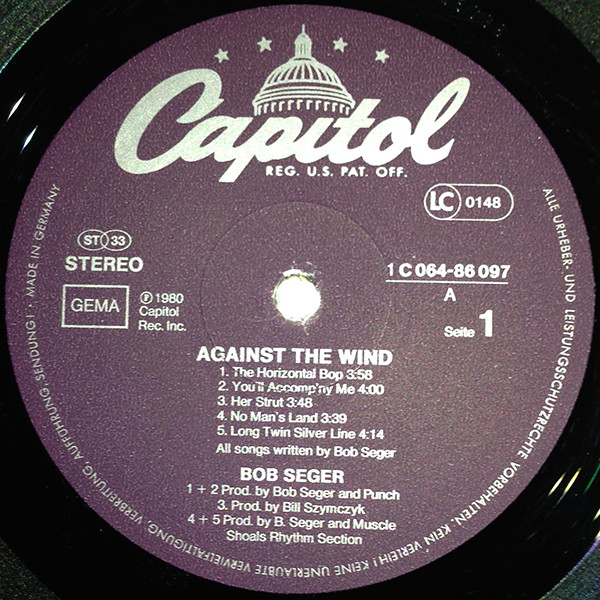 Capitol
REG. U.S. PAT. OFF.
LC 0148
ST 33
STEREO
GEMA
℗ 1980
Capitol
Rec. Inc.
1 C 064-86 097
A
Seite 1
AGAINST THE WIND
1. The Horizontal Bop 3:58
2. You'll Accomp'ny Me 4:00
3. Her Strut 3:48
4. No Man's Land 3:39
5. Long Twin Silver Line 4:14
All songs written by Bob Seger
BOB SEGER
1 + 2 Prod. by Bob Seger and Punch
3. Prod. by Bill Szymczyk
4 + 5 Prod. by B. Seger and Muscle
Shoals Rhythm Section
ALLE URHEBER- UND LEISTUNGSSCHUTZRECHTE VORBEHALTEN, KEIN VERLEIH! KEINE UNERLAUBTE VERVIELFÄLTIGUNG, VERBREITUNG, AUFFÜHRUNG, SENDUNG! · MADE IN GERMANY